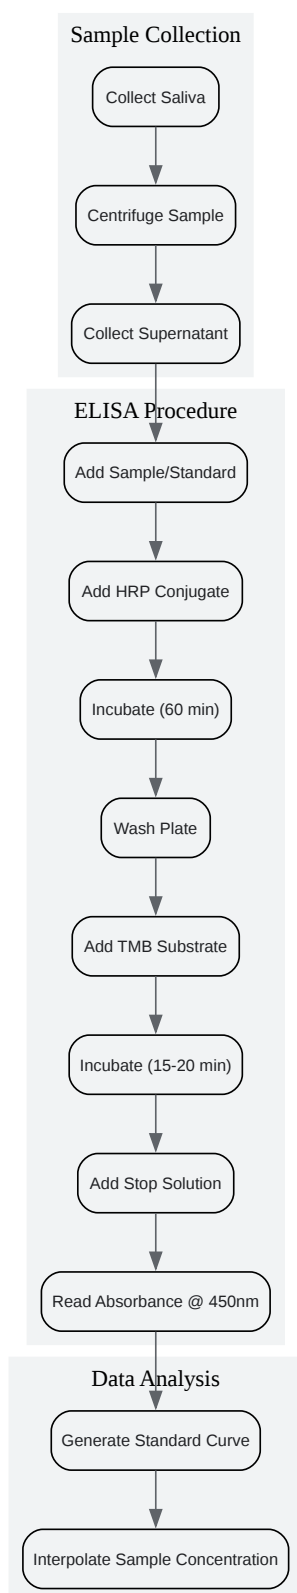 Sample Collection
Collect Saliva
Centrifuge Sample
Collect Supernatant
ELISA Procedure
Add Sample/Standard
Add HRP Conjugate
Incubate (60 min)
Wash Plate
Add TMB Substrate
Incubate (15-20 min)
Add Stop Solution
Read Absorbance @ 450nm
Data Analysis
Generate Standard Curve
Interpolate Sample Concentration